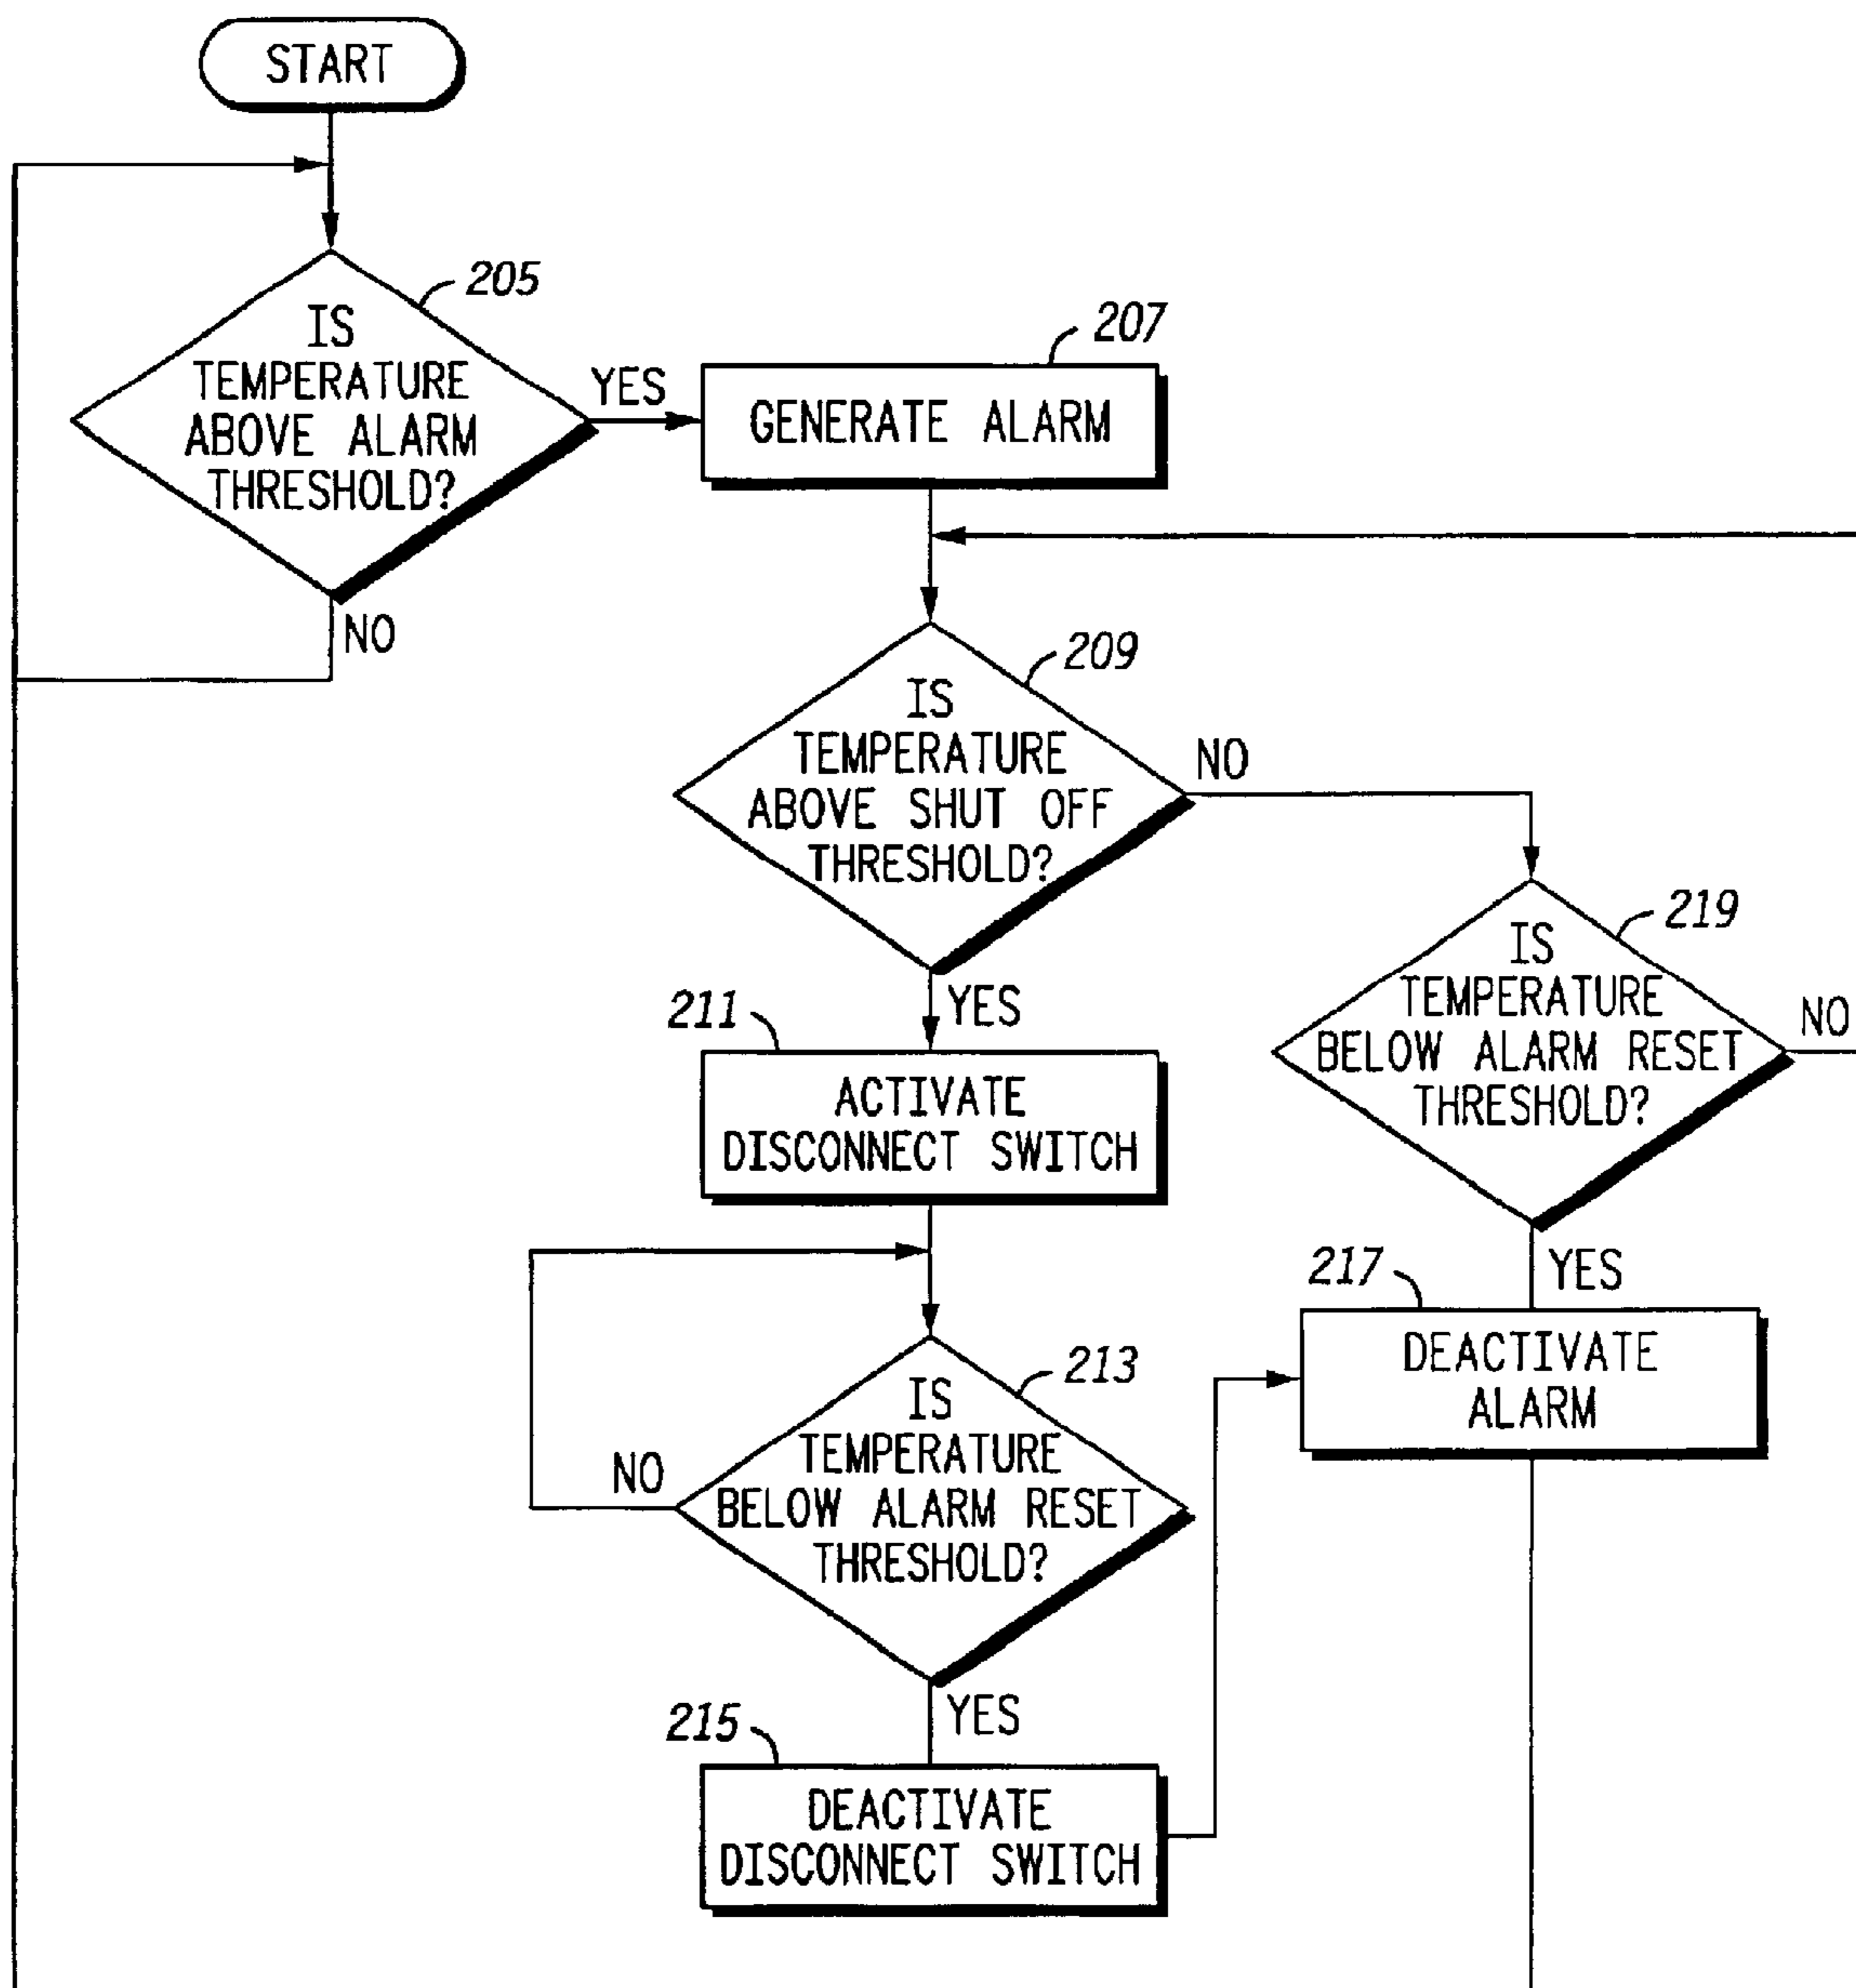 START
205
IS
TEMPERATURE
ABOVE ALARM
THRESHOLD?
YES
NO
207
GENERATE ALARM
209
IS
TEMPERATURE
ABOVE SHUT OFF
THRESHOLD?
NO
YES
219
IS
TEMPERATURE
BELOW ALARM RESET
THRESHOLD?
NO
YES
211
ACTIVATE
DISCONNECT SWITCH
213
IS
TEMPERATURE
BELOW ALARM RESET
THRESHOLD?
NO
YES
217
DEACTIVATE
ALARM
215
DEACTIVATE
DISCONNECT SWITCH